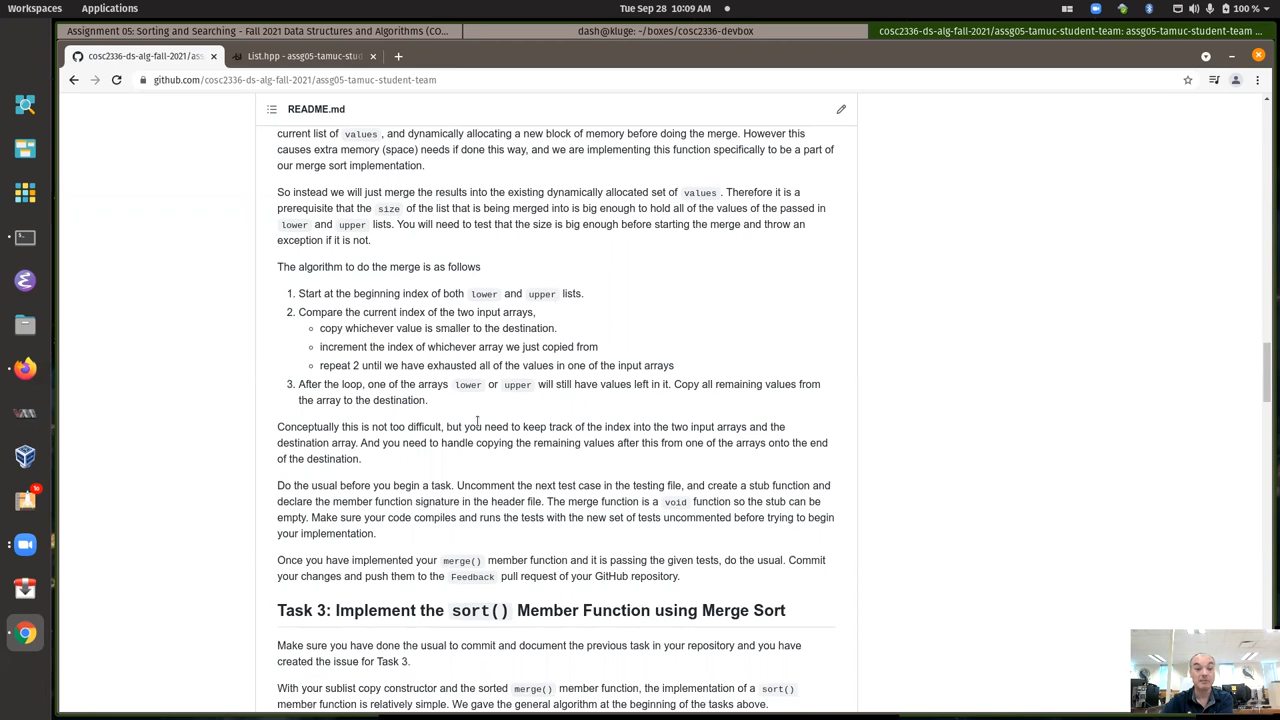 Workspaces Applications Tue Sep 28 10:09 AM 100 %
Assignment 05: Sorting and Searching - Fall 2021 Data Structures and Algorithms (CO... dash@kluge: ~/boxes/cosc2336-devbox cosc2336-ds-alg-fall-2021/assg05-tamuc-student-team: assg05-tamuc-student-team ...
cosc2336-ds-alg-fall-2021/ass List.hpp - assg05-tamuc-stud
github.com/cosc2336-ds-alg-fall-2021/assg05-tamuc-student-team
README.md
current list of values, and dynamically allocating a new block of memory before doing the merge. However this
causes extra memory (space) needs if done this way, and we are implementing this function specifically to be a part of
our merge sort implementation.
So instead we will just merge the results into the existing dynamically allocated set of values. Therefore it is a
prerequisite that the size of the list that is being merged into is big enough to hold all of the values of the passed in
lower and upper lists. You will need to test that the size is big enough before starting the merge and throw an
exception if it is not.
The algorithm to do the merge is as follows
1. Start at the beginning index of both lower and upper lists.
2. Compare the current index of the two input arrays,
copy whichever value is smaller to the destination.
increment the index of whichever array we just copied from
repeat 2 until we have exhausted all of the values in one of the input arrays
3. After the loop, one of the arrays lower or upper will still have values left in it. Copy all remaining values from
the array to the destination.
Conceptually this is not too difficult, but you need to keep track of the index into the two input arrays and the
destination array. And you need to handle copying the remaining values after this from one of the arrays onto the end
of the destination.
Do the usual before you begin a task. Uncomment the next test case in the testing file, and create a stub function and
declare the member function signature in the header file. The merge function is a void function so the stub can be
empty. Make sure your code compiles and runs the tests with the new set of tests uncommented before trying to begin
your implementation.
Once you have implemented your merge() member function and it is passing the given tests, do the usual. Commit
your changes and push them to the Feedback pull request of your GitHub repository.
Task 3: Implement the sort() Member Function using Merge Sort
Make sure you have done the usual to commit and document the previous task in your repository and you have
created the issue for Task 3.
With your sublist copy constructor and the sorted merge() member function, the implementation of a sort()
member function is relatively simple. We gave the general algorithm at the beginning of the tasks above.